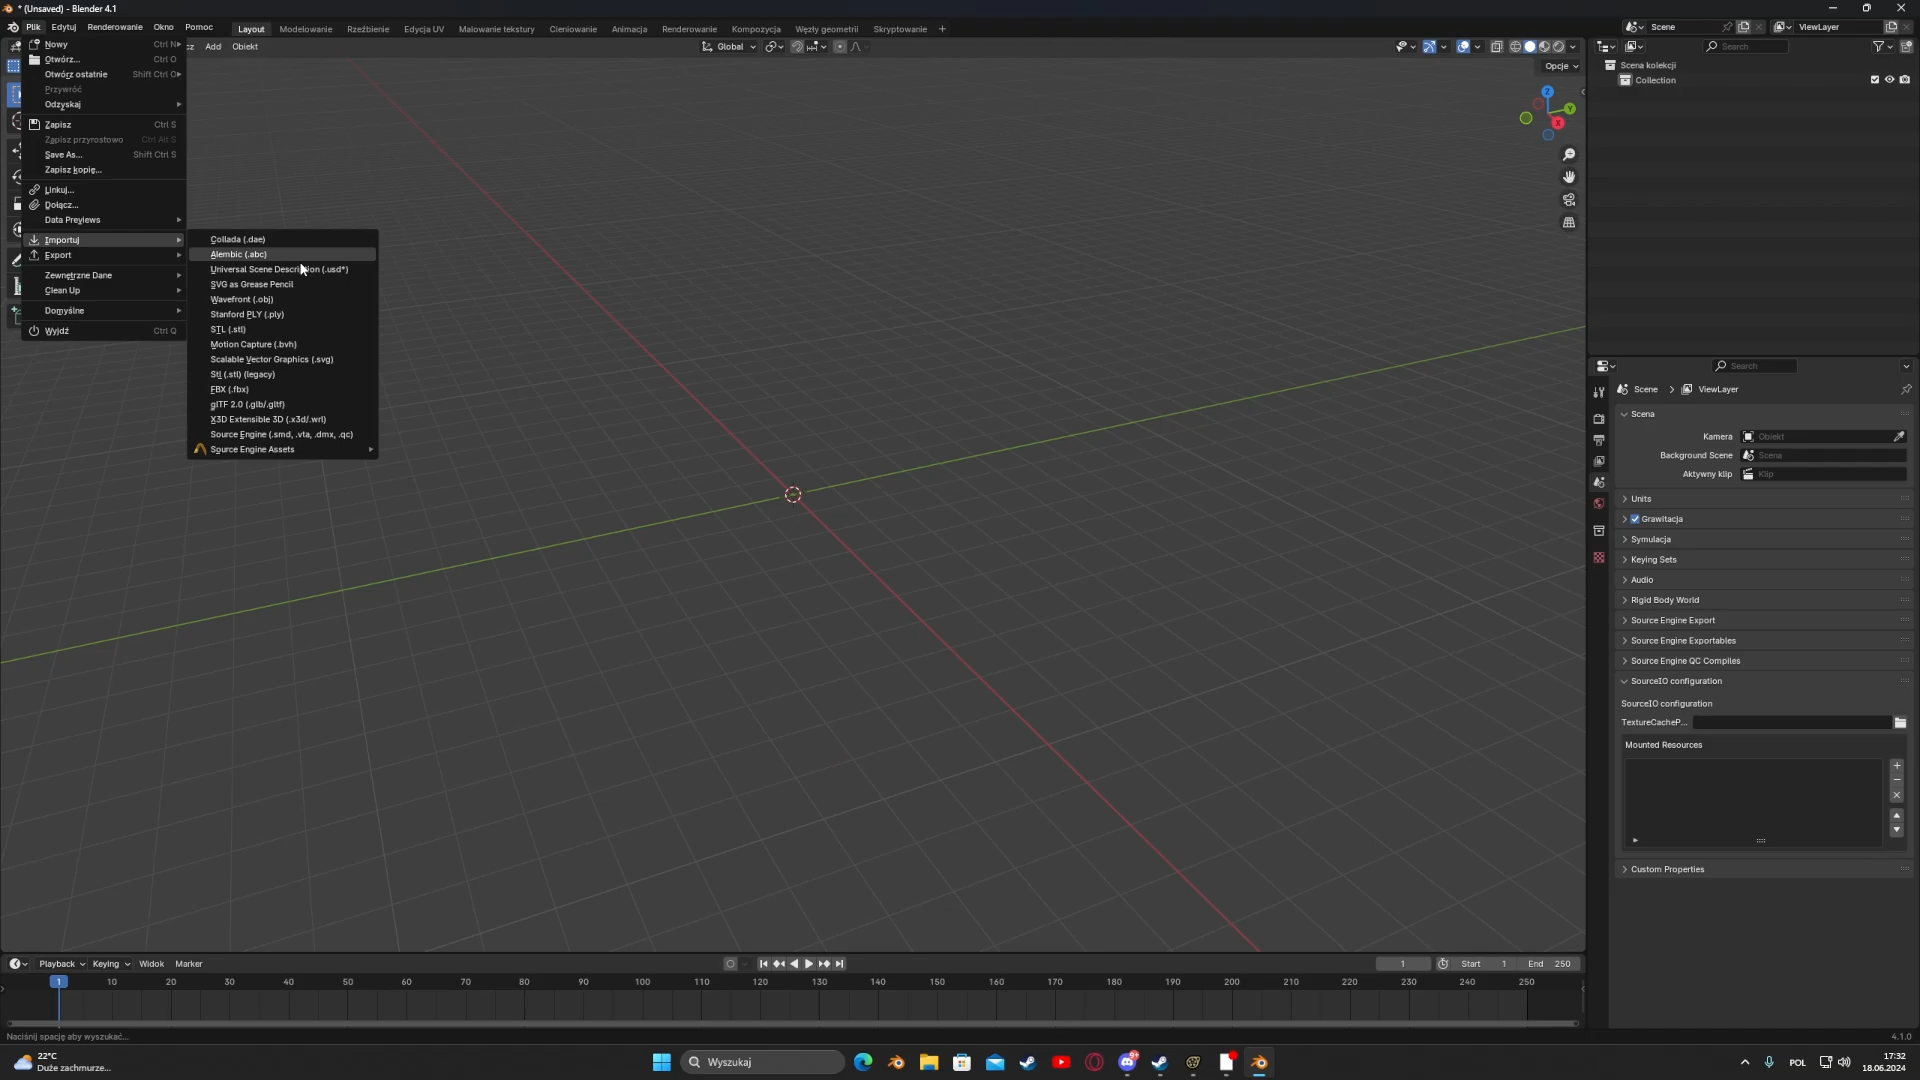 * (Unsaved) - Blender 4.1
Plik Edytuj Renderowanie Okno Pomoc
Layout Modelowanie Rzeźbienie Edycja UV Malowanie tekstury Cieniowanie Animacja Renderowanie Kompozycja Węzły geometrii Skryptowanie +
Scene
ViewLayer
Add Obiekt
Global
Opcje
Search
Nowy Ctrl N
Otwórz... Ctrl O
Otwórz ostatnie Shift Ctrl O
Przywróć
Odzyskaj
Zapisz Ctrl S
Zapisz przyrostowo Ctrl Alt S
Save As... Shift Ctrl S
Zapisz kopię...
Linkuj...
Dołącz...
Data Previews
Importuj
Export
Zewnętrzne Dane
Clean Up
Domyślne
Wyjdź Ctrl Q
Collada (.dae)
Alembic (.abc)
Universal Scene Description (.usd*)
SVG as Grease Pencil
Wavefront (.obj)
Stanford PLY (.ply)
STL (.stl)
Motion Capture (.bvh)
Scalable Vector Graphics (.svg)
Stl (.stl) (legacy)
FBX (.fbx)
glTF 2.0 (.glb/.gltf)
X3D Extensible 3D (.x3d/.wrl)
Source Engine (.smd, .vta, .dmx, .qc)
Source Engine Assets
Z
Y
X
Scena kolekcji
Collection
Search
Scene > ViewLayer
Scena
Kamera Obiekt
Background Scene Scena
Aktywny klip Klip
Units
Grawitacja
Symulacja
Keying Sets
Audio
Rigid Body World
Source Engine Export
Source Engine Exportables
Source Engine QC Compiles
SourceIO configuration
SourceIO configuration
TextureCacheP...
Mounted Resources
Custom Properties
Playback Keying Widok Marker
1 Start 1 End 250
1 10 20 30 40 50 60 70 80 90 100 110 120 130 140 150 160 170 180 190 200 210 220 230 240 250
Naciśnij spację aby wyszukać...
4.1.0
22°C
Duże zachmurze...
Wyszukaj
POL
17:32
18.06.2024